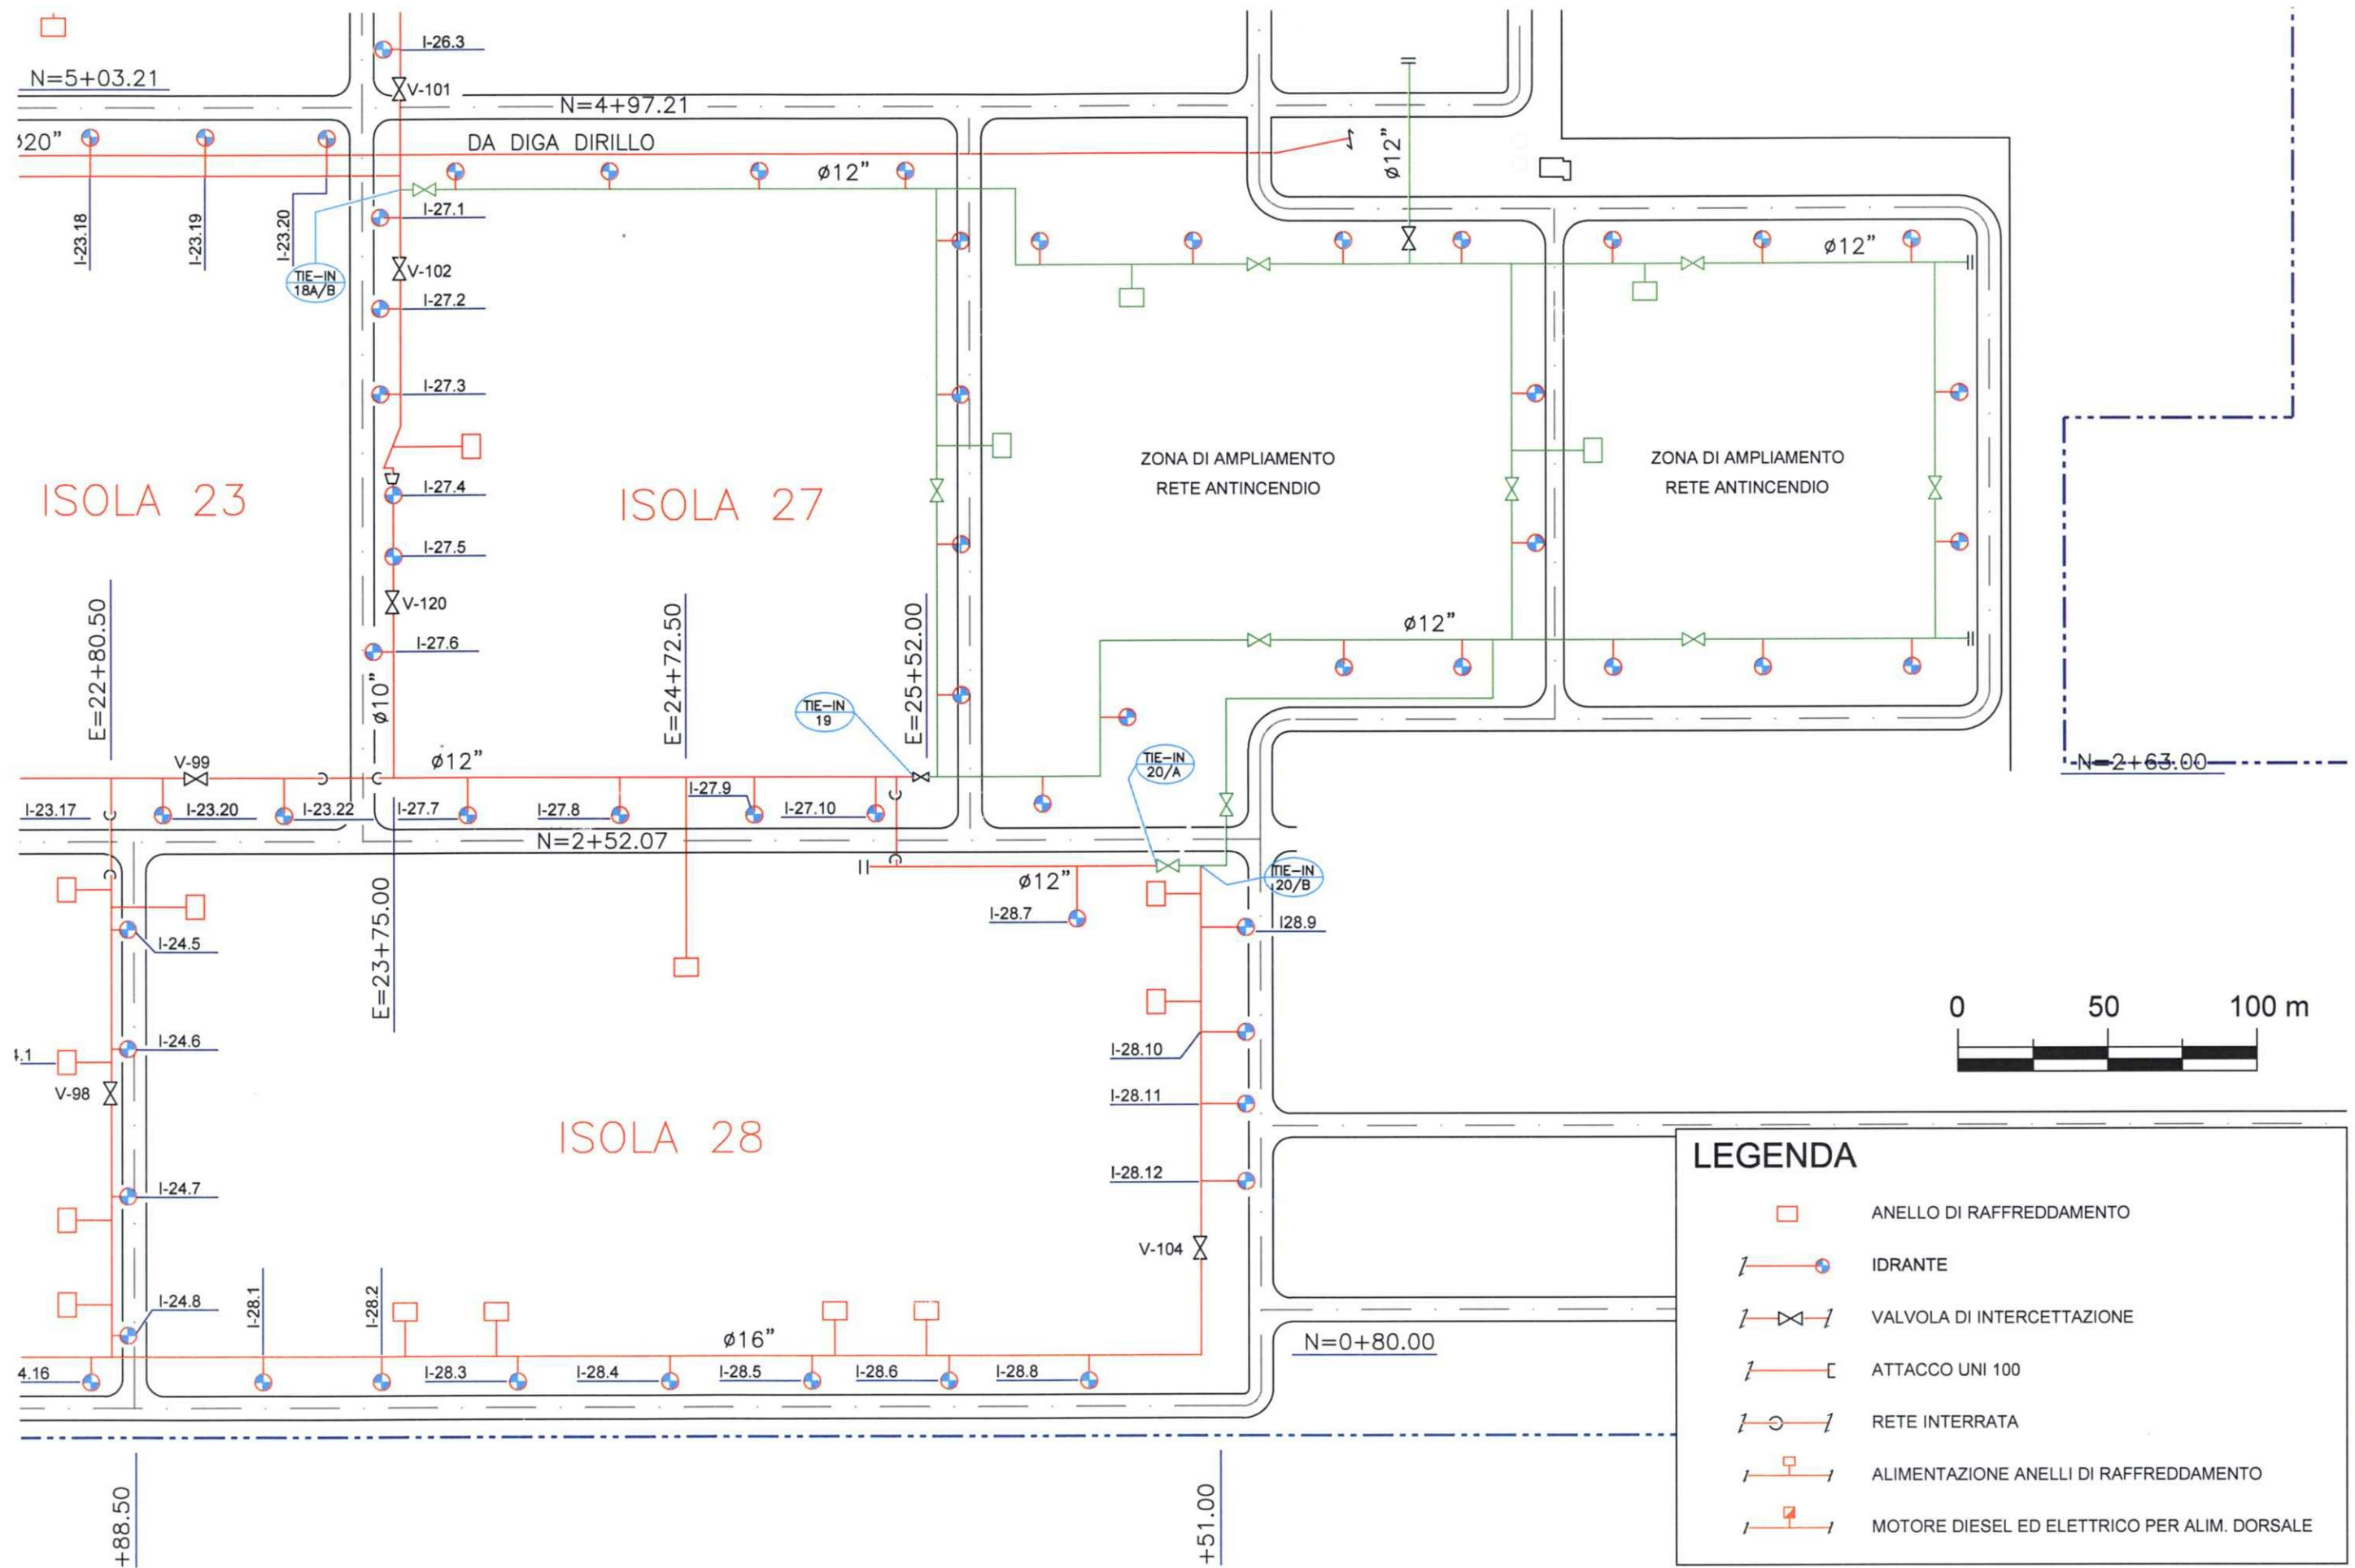 I-26.3
N=5+03.21
V-101
N=4+97.21
ø20"
DA DIGA DIRILLO
ø12"
ø12"
I-23.18
I-23.19
I-23.20
I-27.1
TIE-IN
18A/B
V-102
ø12"
I-27.2
I-27.3
ZONA DI AMPLIAMENTO
RETE ANTINCENDIO
ZONA DI AMPLIAMENTO
RETE ANTINCENDIO
ISOLA 23
I-27.4
ISOLA 27
I-27.5
V-120
I-27.6
E=22+80.50
ø10"
E=24+72.50
E=25+52.00
ø12"
TIE-IN
19
V-99
ø12"
TIE-IN
20/A
N=2+63.00
I-23.17
I-23.20
I-23.22
I-27.7
I-27.8
I-27.9
I-27.10
N=2+52.07
ø12"
TIE-IN
20/B
I-28.7
I28.9
E=23+75.00
I-24.5
0 50 100 m
I-24.6
4.1
V-98
I-28.10
I-28.11
ISOLA 28
I-28.12
I-24.7
V-104
I-24.8
I-28.1
I-28.2
ø16"
N=0+80.00
4.16
I-28.3
I-28.4
I-28.5
I-28.6
I-28.8
+88.50
+51.00
LEGENDA
ANELLO DI RAFFREDDAMENTO
IDRANTE
VALVOLA DI INTERCETTAZIONE
ATTACCO UNI 100
RETE INTERRATA
ALIMENTAZIONE ANELLI DI RAFFREDDAMENTO
MOTORE DIESEL ED ELETTRICO PER ALIM. DORSALE